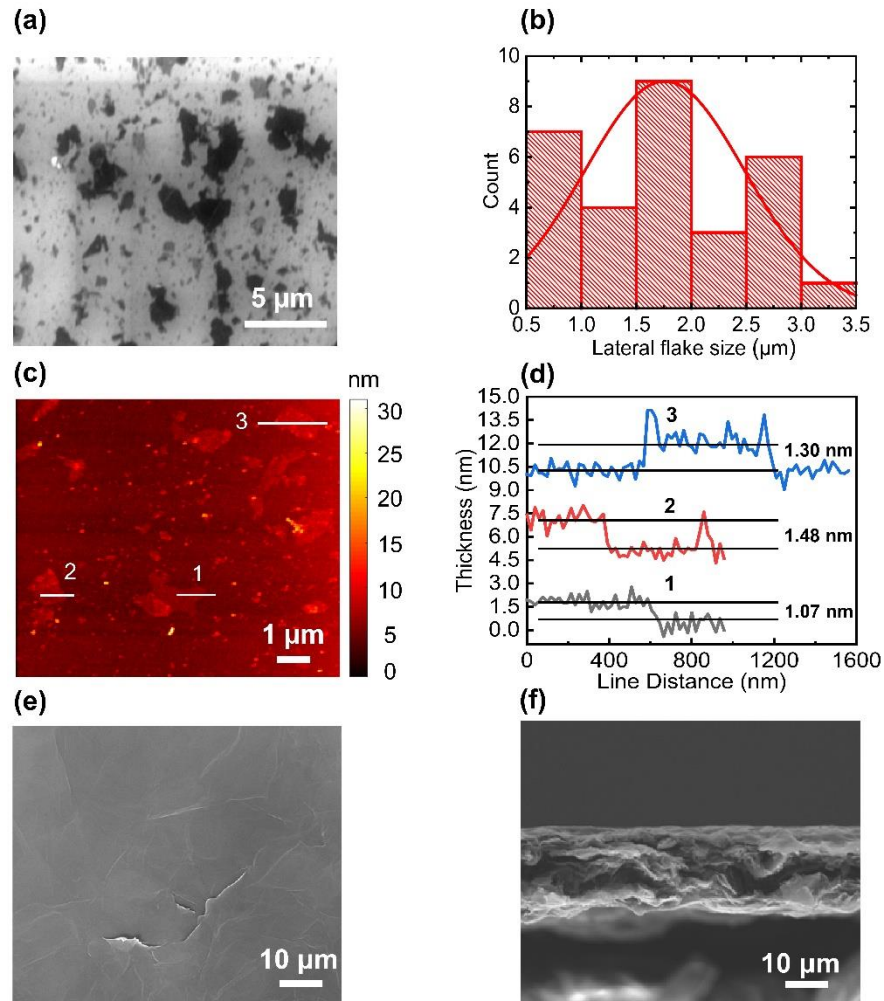 (a)
5 µm
(b)
10
8
6
4
2
0
Count
0.5 1.0 1.5 2.0 2.5 3.0 3.5
Lateral flake size (µm)
(c)
nm
30
25
20
15
10
5
0
3
2
1
1 µm
(d)
15.0
13.5
12.0
10.5
9.0
7.5
6.0
4.5
3.0
1.5
0.0
Thickness (nm)
3
1.30 nm
2
1.48 nm
1
1.07 nm
0 400 800 1200 1600
Line Distance (nm)
(e)
10 µm
(f)
10 µm